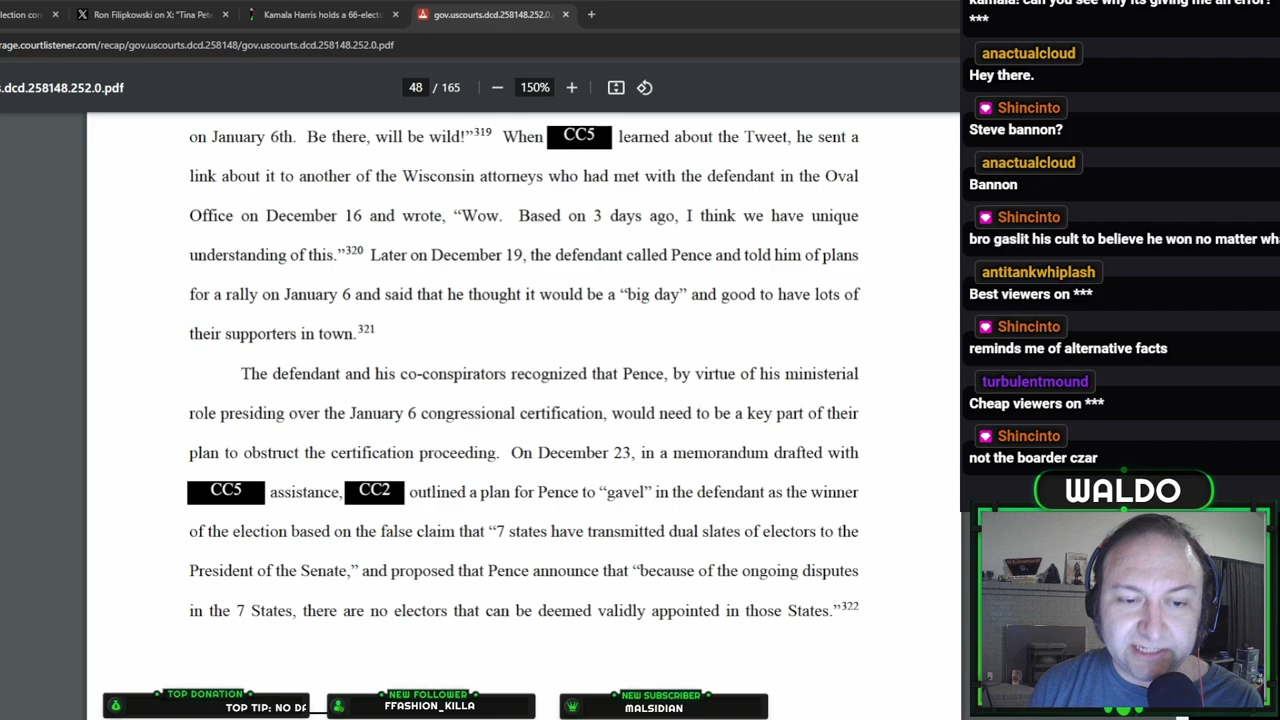 lection con
Ron Filipkowski on X: "Tina Pete
Kamala Harris holds a 66-elect
gov.uscourts.dcd.258148.252.0.
rage.courtlistener.com/recap/gov.uscourts.dcd.258148/gov.uscourts.dcd.258148.252.0.pdf
s.dcd.258148.252.0.pdf
48 / 165
150%
on January 6th. Be there, will be wild!”319 When CC5 learned about the Tweet, he sent a
link about it to another of the Wisconsin attorneys who had met with the defendant in the Oval
Office on December 16 and wrote, “Wow. Based on 3 days ago, I think we have unique
understanding of this.”320 Later on December 19, the defendant called Pence and told him of plans
for a rally on January 6 and said that he thought it would be a “big day” and good to have lots of
their supporters in town.321
The defendant and his co-conspirators recognized that Pence, by virtue of his ministerial
role presiding over the January 6 congressional certification, would need to be a key part of their
plan to obstruct the certification proceeding. On December 23, in a memorandum drafted with
CC5 assistance, CC2 outlined a plan for Pence to “gavel” in the defendant as the winner
of the election based on the false claim that “7 states have transmitted dual slates of electors to the
President of the Senate,” and proposed that Pence announce that “because of the ongoing disputes
in the 7 States, there are no electors that can be deemed validly appointed in those States.”322
kamala! can you see why its giving me an error?
***
anactualcloud
Hey there.
Shincinto
Steve bannon?
anactualcloud
Bannon
Shincinto
bro gaslit his cult to believe he won no matter wha
antitankwhiplash
Best viewers on ***
Shincinto
reminds me of alternative facts
turbulentmound
Cheap viewers on ***
Shincinto
not the boarder czar
WALDO
TOP DONATION
TOP TIP: NO DA
NEW FOLLOWER
FFASHION_KILLA
NEW SUBSCRIBER
MALSIDIAN